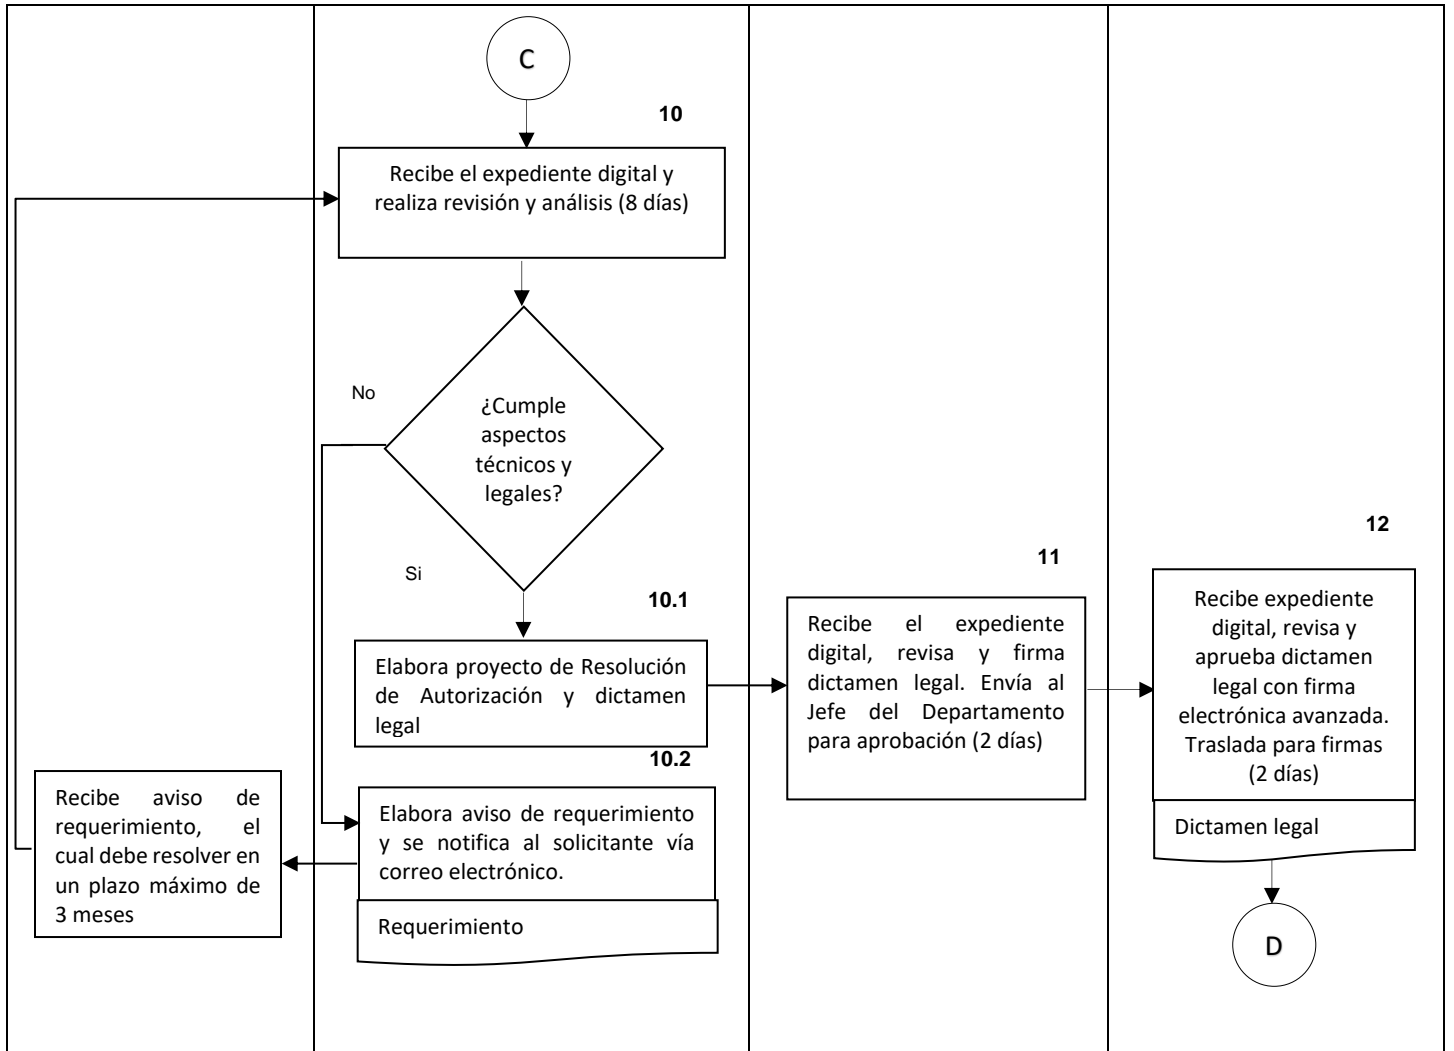 C
10
Recibe el expediente digital y
realiza revisión y análisis (8 días)
No
¿Cumple
aspectos
técnicos y
legales?
Si
10.1
Elabora proyecto de Resolución
de Autorización y dictamen
legal
10.2
Elabora aviso de requerimiento
y se notifica al solicitante vía
correo electrónico.
Requerimiento
Recibe aviso de
requerimiento, el
cual debe resolver en
un plazo máximo de
3 meses
11
Recibe el expediente
digital, revisa y firma
dictamen legal. Envía al
Jefe del Departamento
para aprobación (2 días)
12
Recibe expediente
digital, revisa y
aprueba dictamen
legal con firma
electrónica avanzada.
Traslada para firmas
(2 días)
Dictamen legal
D